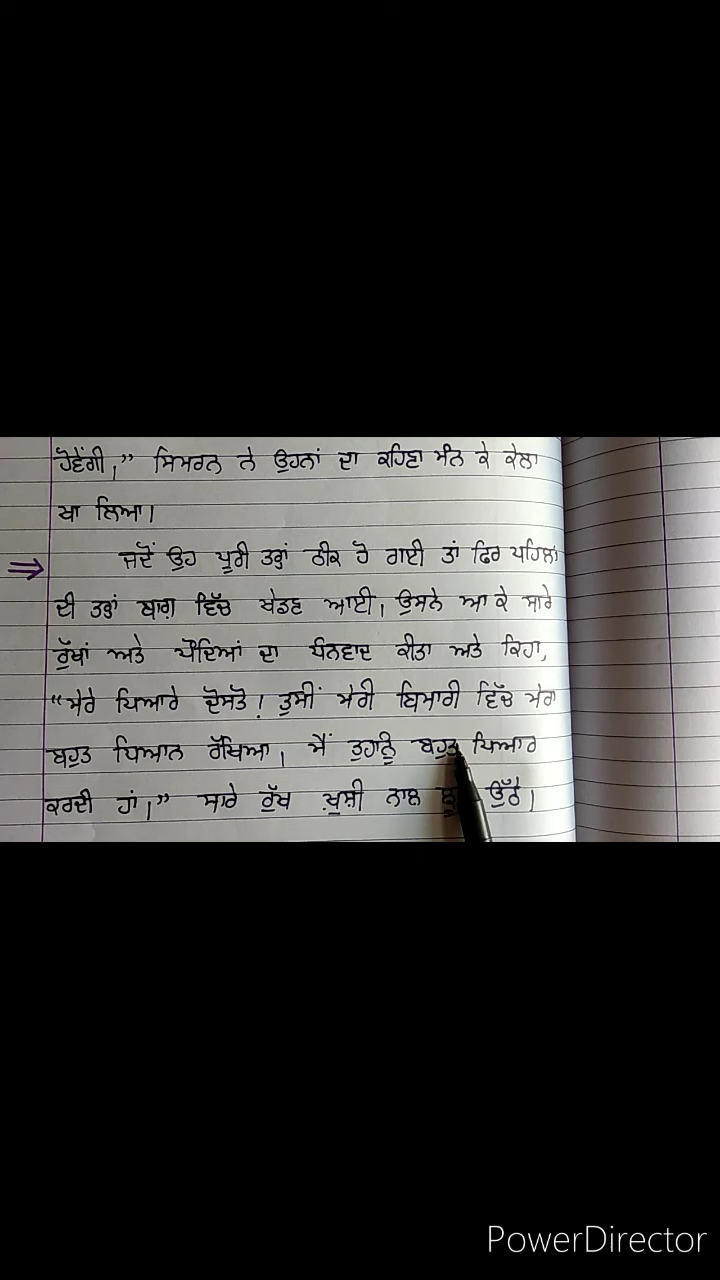 ਹੋਵੇਂਗੀ।” ਸਿਮਰਨ ਨੇ ਉਹਨਾਂ ਦਾ ਕਹਿਣਾ ਮੰਨ ਕੇ ਕੇਲਾ
ਖਾ ਲਿਆ।
⇒ ਜਦੋਂ ਉਹ ਪੂਰੀ ਤਰ੍ਹਾਂ ਠੀਕ ਹੋ ਗਈ ਤਾਂ ਫਿਰ ਪਹਿਲਾਂ
ਦੀ ਤਰ੍ਹਾਂ ਬਾਗ਼ ਵਿੱਚ ਖੇਡਣ ਆਈ। ਉਸਨੇ ਆ ਕੇ ਸਾਰੇ
ਰੁੱਖਾਂ ਅਤੇ ਪੌਦਿਆਂ ਦਾ ਧੰਨਵਾਦ ਕੀਤਾ ਅਤੇ ਕਿਹਾ,
“ਮੇਰੇ ਪਿਆਰੇ ਦੋਸਤੋ! ਤੁਸੀਂ ਮੇਰੀ ਬਿਮਾਰੀ ਵਿੱਚ ਮੇਰਾ
ਬਹੁਤ ਧਿਆਨ ਰੱਖਿਆ। ਮੈਂ ਤੁਹਾਨੂੰ ਬਹੁਤ ਪਿਆਰ
ਕਰਦੀ ਹਾਂ।” ਸਾਰੇ ਰੁੱਖ ਖ਼ੁਸ਼ੀ ਨਾਲ ਉੱਠੇ।
PowerDirector